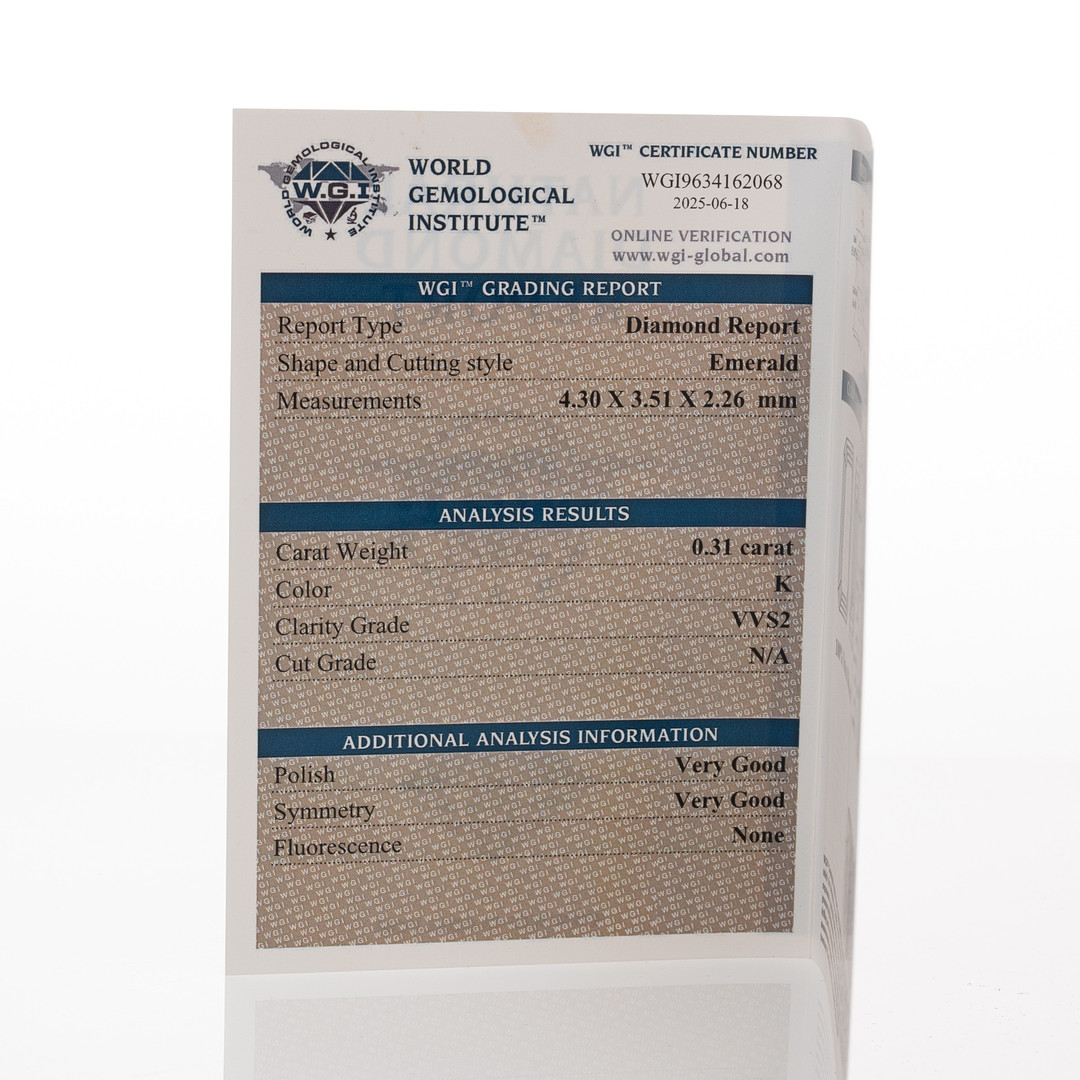 WORLD GEMOLOGICAL INSTITUTE
W.G.I
WORLD
GEMOLOGICAL
INSTITUTE™
WGI™ CERTIFICATE NUMBER
WGI9634162068
2025-06-18
ONLINE VERIFICATION
www.wgi-global.com
WGI™ GRADING REPORT
Report Type Diamond Report
Shape and Cutting style Emerald
Measurements 4.30 X 3.51 X 2.26 mm
ANALYSIS RESULTS
Carat Weight 0.31 carat
Color K
Clarity Grade VVS2
Cut Grade N/A
ADDITIONAL ANALYSIS INFORMATION
Polish Very Good
Symmetry Very Good
Fluorescence None